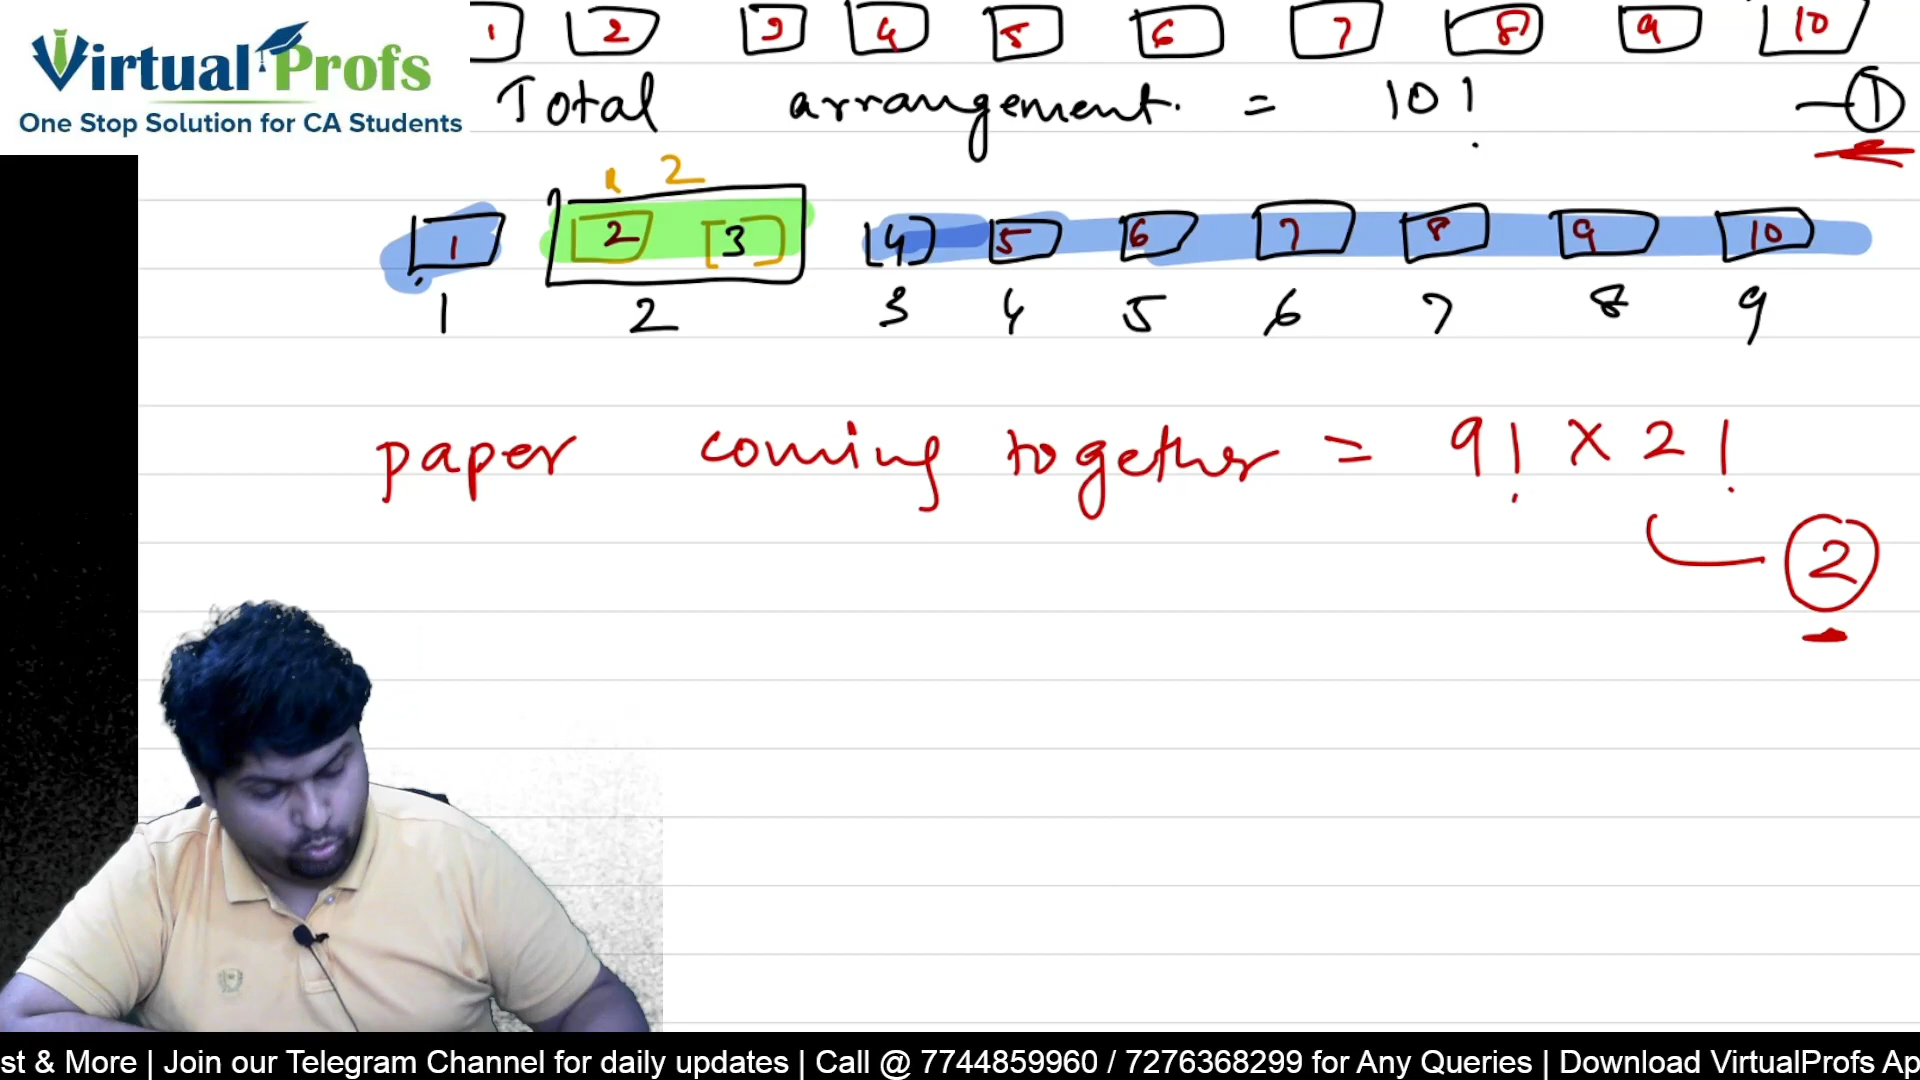 Virtual Profs
One Stop Solution for CA Students
1 2 3 4 5 6 7 8 9 10
Total arrangement. = 10! — 1
2
1 2 3 4 5 6 7 8 9 10
1 2 3 4 5 6 7 8 9
paper coming together = 9! × 2!
2
st & More | Join our Telegram Channel for daily updates | Call @ 7744859960 / 7276368299 for Any Queries | Download VirtualProfs Ap